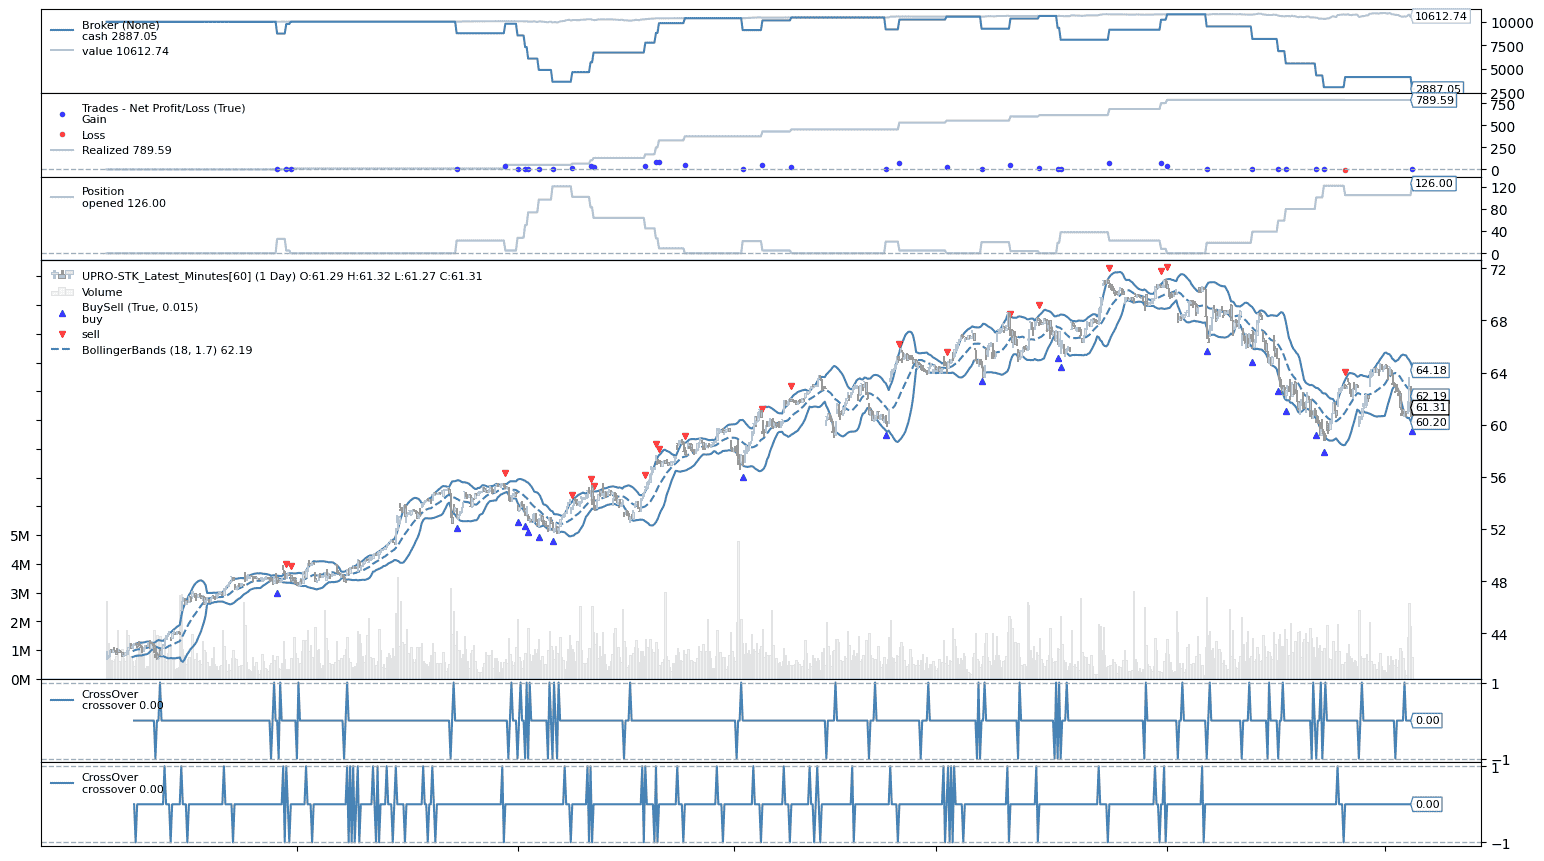 Broker (None)
cash 2887.05
value 10612.74
10612.74
10000
7500
5000
2887.05
2500
Trades - Net Profit/Loss (True)
Gain
Loss
Realized 789.59
789.59
750
500
250
0
Position
opened 126.00
126.00
120
80
40
0
UPRO-STK_Latest_Minutes[60] (1 Day) O:61.29 H:61.32 L:61.27 C:61.31
Volume
BuySell (True, 0.015)
buy
sell
BollingerBands (18, 1.7) 62.19
72
68
64
64.18
62.19
61.31
60.20
60
56
52
48
44
5M
4M
3M
2M
1M
0M
CrossOver
crossover 0.00
1
0.00
−1
CrossOver
crossover 0.00
1
0.00
−1